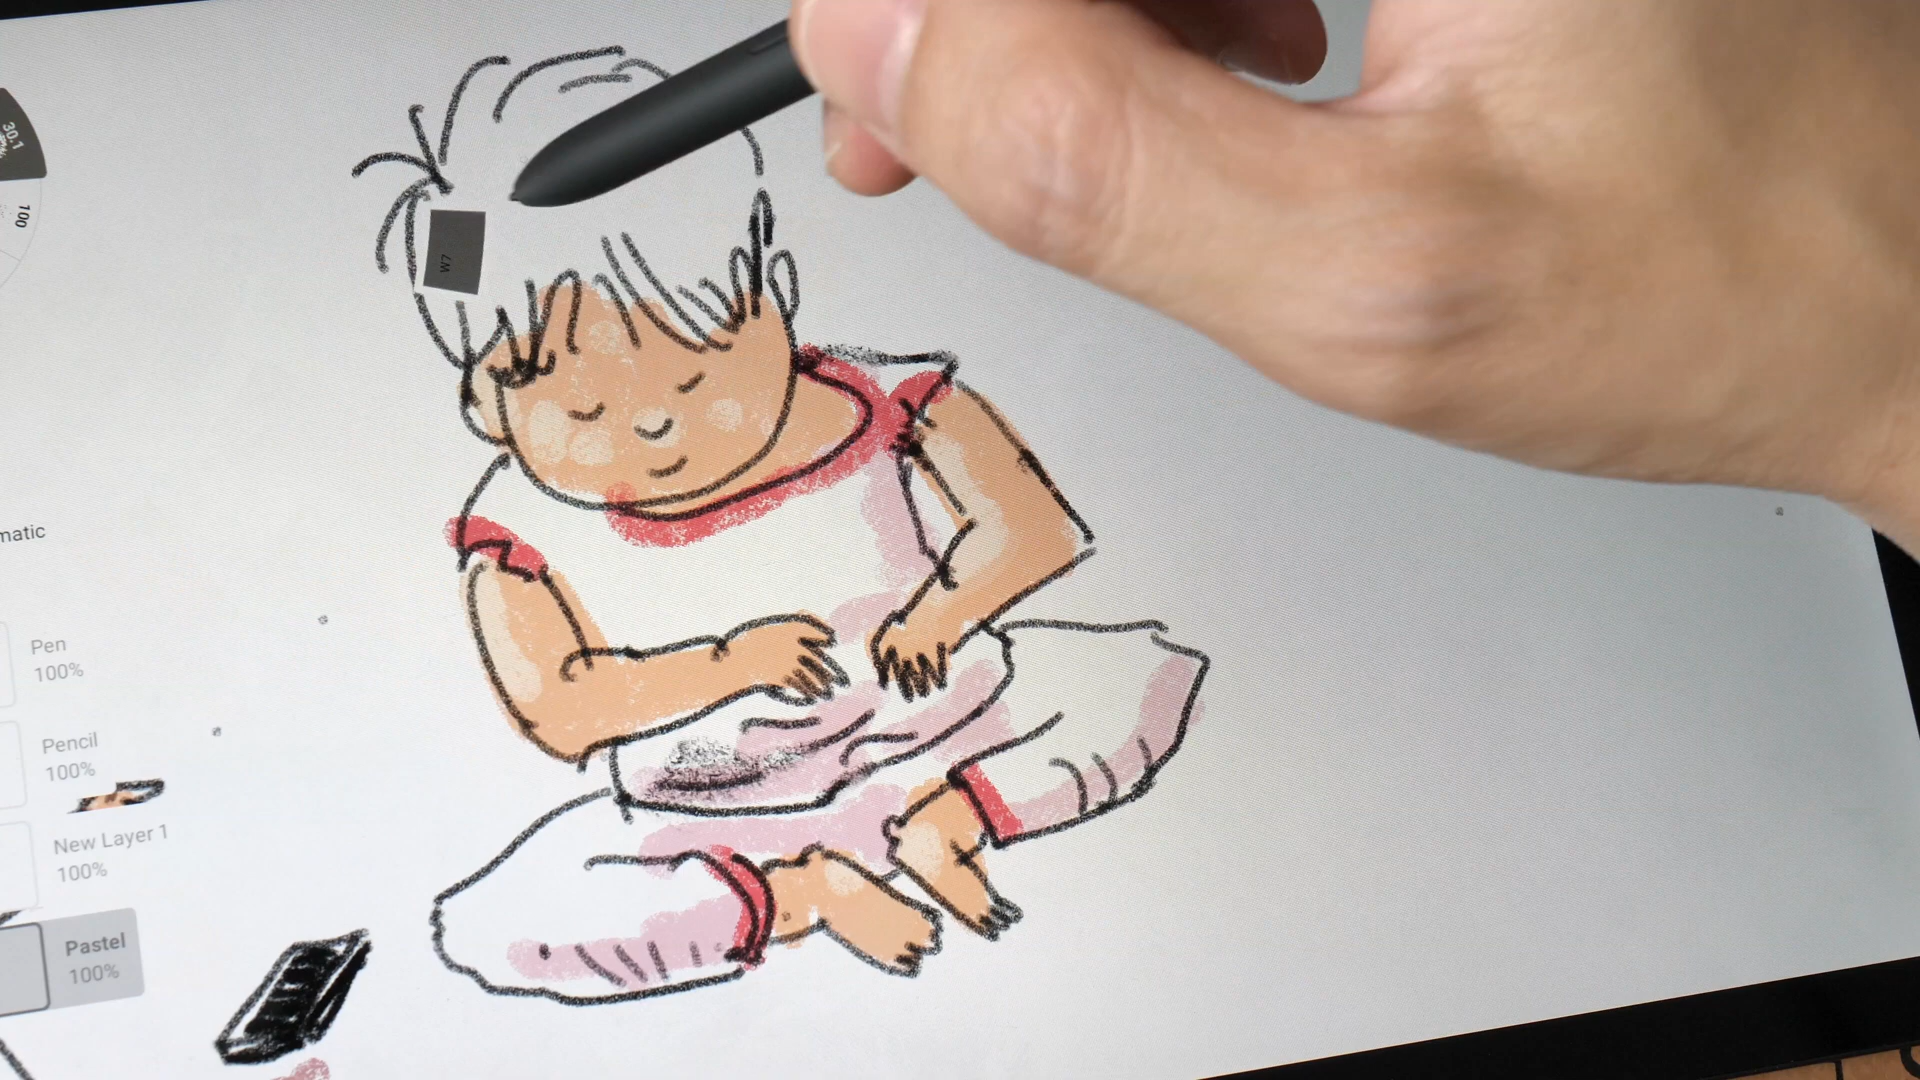 30.1
100
W7
matic
Pen
100%
Pencil
100%
New Layer 1
100%
Pastel
100%